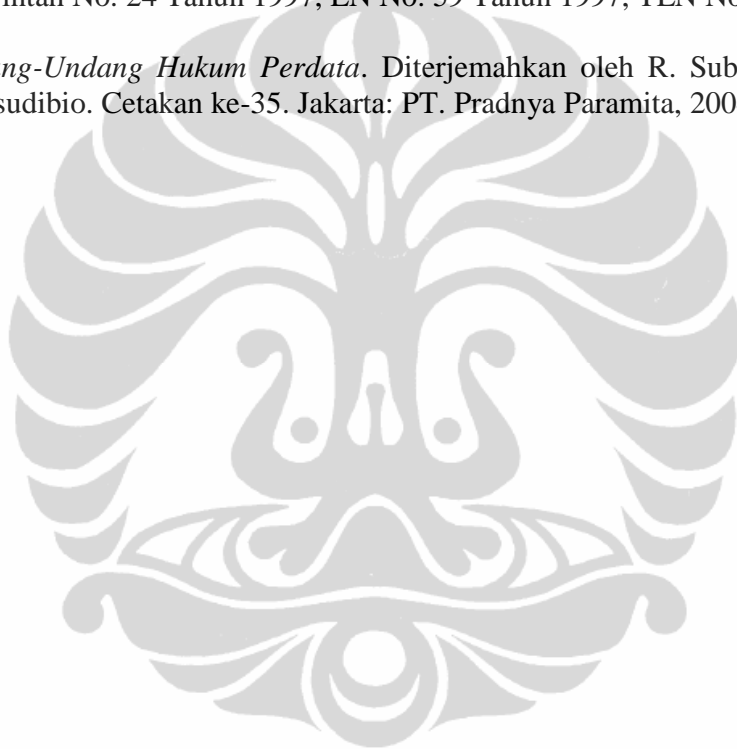 rintah No. 24 Tahun 1997, LN No. 59 Tahun 1997, TLN No
ng-Undang Hukum Perdata. Diterjemahkan oleh R. Sub
sudibio. Cetakan ke-35. Jakarta: PT. Pradnya Paramita, 200